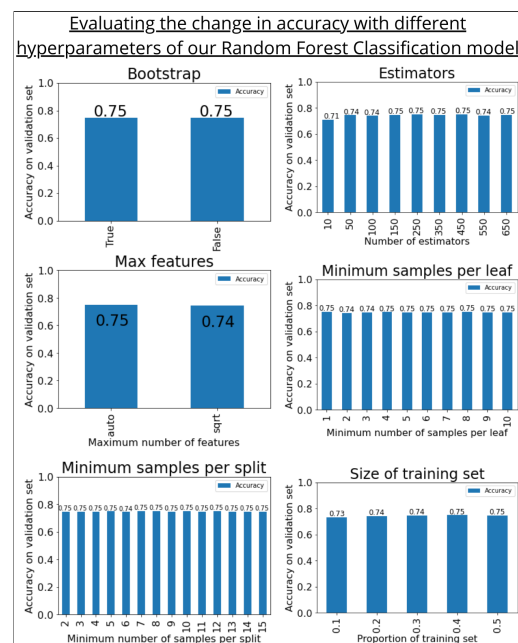 Evaluating the change in accuracy with different
hyperparameters of our Random Forest Classification model
Bootstrap
Accuracy
1.0
0.8
0.6
0.4
0.2
0.0
Accuracy on validation set
0.75 0.75
True False
Estimators
Accuracy
1.0
0.8
0.6
0.4
0.2
0.0
Accuracy on validation set
0.71 0.74 0.74 0.75 0.75 0.75 0.75 0.74 0.75
10 50 100 150 250 350 450 550 650
Number of estimators
Max features
Accuracy
1.0
0.8
0.6
0.4
0.2
0.0
Accuracy on validation set
0.75 0.74
auto sqrt
Maximum number of features
Minimum samples per leaf
Accuracy
1.0
0.8
0.6
0.4
0.2
0.0
Accuracy on validation set
0.75 0.74 0.74 0.75 0.75 0.75 0.75 0.75 0.75 0.75
1 2 3 4 5 6 7 8 9 10
Minimum number of samples per leaf
Minimum samples per split
Accuracy
1.0
0.8
0.6
0.4
0.2
0.0
Accuracy on validation set
0.75 0.75 0.75 0.75 0.74 0.75 0.75 0.75 0.75 0.75 0.75 0.75 0.75 0.75
2 3 4 5 6 7 8 9 10 11 12 13 14 15
Minimum number of samples per split
Size of training set
Accuracy
1.0
0.8
0.6
0.4
0.2
0.0
Accuracy on validation set
0.73 0.74 0.74 0.75 0.75
0.1 0.2 0.3 0.4 0.5
Proportion of training set